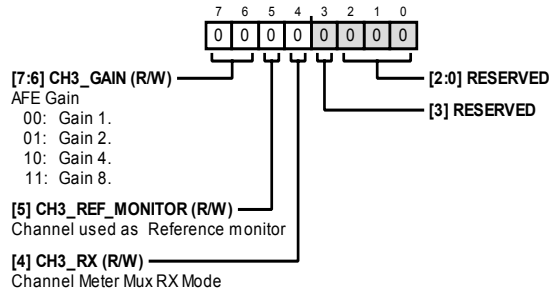 7 6 5 4 3 2 1 0
0 0 0 0 0 0 0 0
[7:6] CH3_GAIN (R/W)
AFE Gain
00: Gain 1.
01: Gain 2.
10: Gain 4.
11: Gain 8.
[5] CH3_REF_MONITOR (R/W)
Channel used as Reference monitor
[4] CH3_RX (R/W)
Channel Meter Mux RX Mode
[2:0] RESERVED
[3] RESERVED